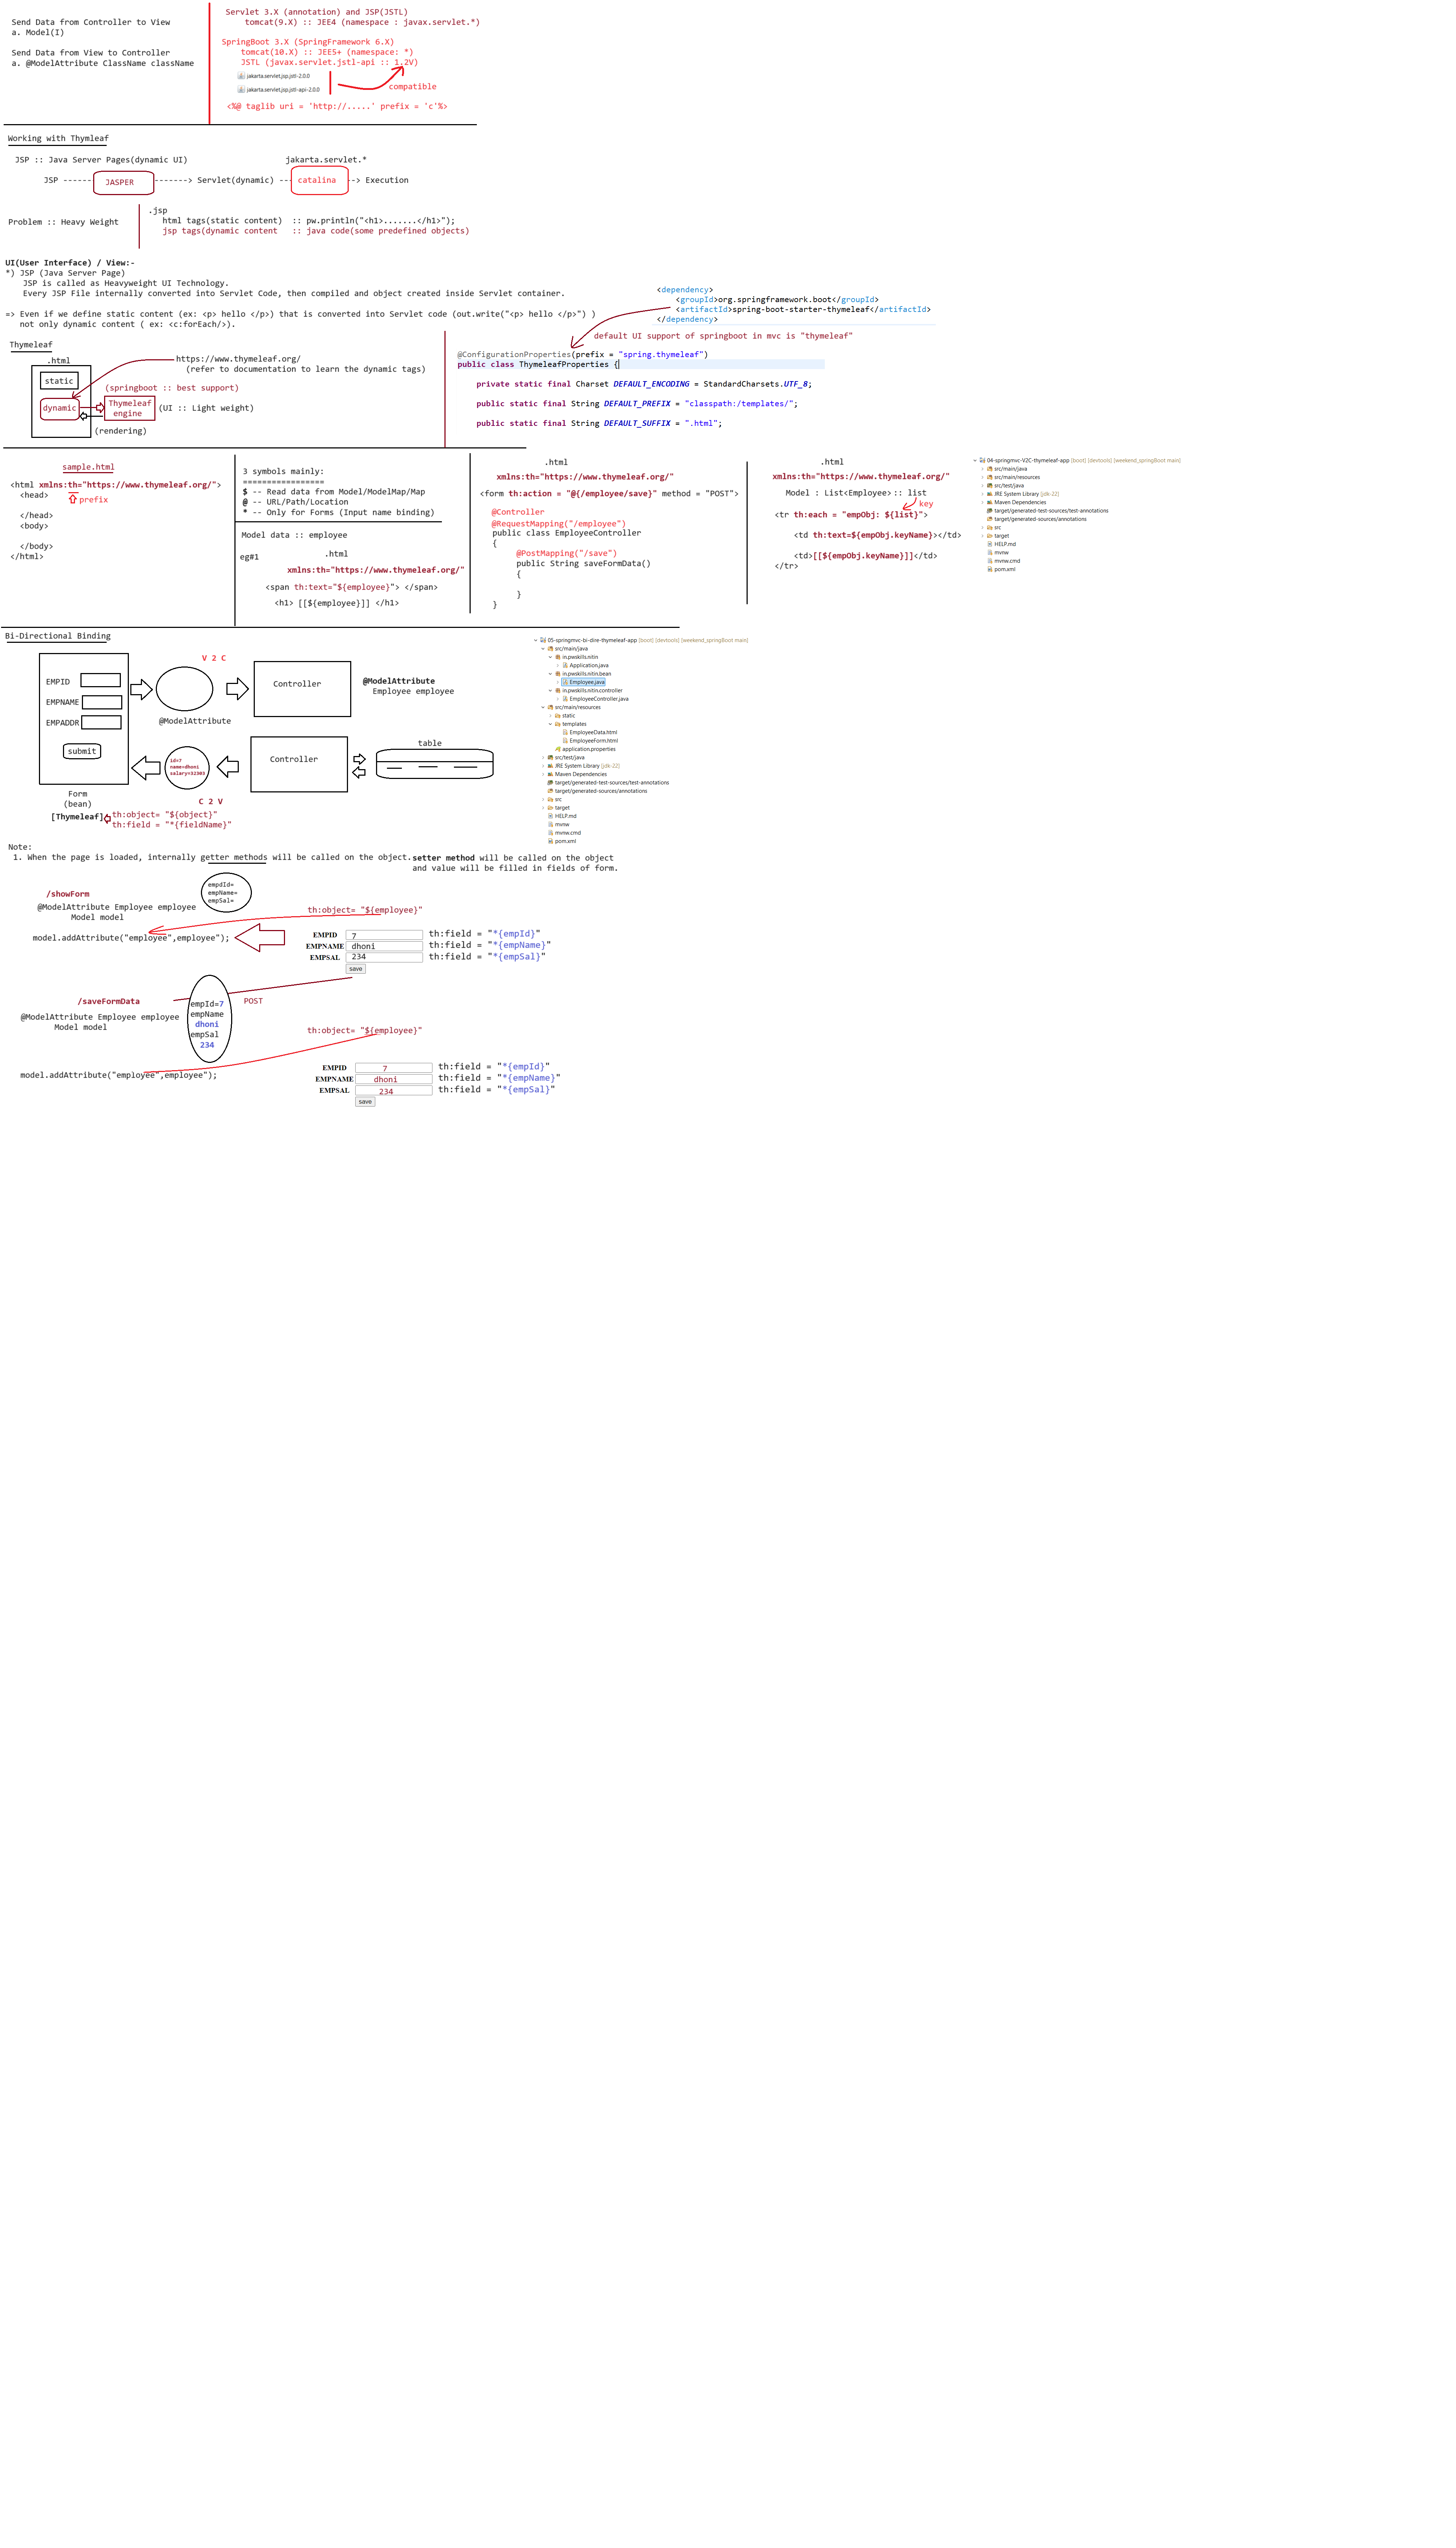 Send Data from Controller to View
a. Model(I)
Send Data from View to Controller
a. @ModelAttribute ClassName className
Servlet 3.X (annotation) and JSP(JSTL)
tomcat(9.X) :: JEE4 (namespace : javax.servlet.*)
SpringBoot 3.X (SpringFramework 6.X)
tomcat(10.X) :: JEE5+ (namespace: *)
JSTL (javax.servlet.jstl-api :: 1.2V)
jakarta.servlet.jsp.jstl-2.0.0
jakarta.servlet.jsp.jstl-api-2.0.0
compatible
<%@ taglib uri = 'http://.....' prefix = 'c'%>
Working with Thymleaf
JSP :: Java Server Pages(dynamic UI)
jakarta.servlet.*
JSP ------ JASPER -------> Servlet(dynamic) --- catalina --> Execution
Problem :: Heavy Weight
.jsp
html tags(static content) :: pw.println("<h1>.......</h1>");
jsp tags(dynamic content :: java code(some predefined objects)
UI(User Interface) / View:-
*) JSP (Java Server Page)
JSP is called as Heavyweight UI Technology.
Every JSP File internally converted into Servlet Code, then compiled and object created inside Servlet container.
=> Even if we define static content (ex: <p> hello </p>) that is converted into Servlet code (out.write("<p> hello </p>") )
not only dynamic content ( ex: <c:forEach/>).
<dependency>
<groupId>org.springframework.boot</groupId>
<artifactId>spring-boot-starter-thymeleaf</artifactId>
</dependency>
default UI support of springboot in mvc is "thymeleaf"
Thymeleaf
.html
static
dynamic
https://www.thymeleaf.org/
(refer to documentation to learn the dynamic tags)
(springboot :: best support)
Thymeleaf
engine
(UI :: Light weight)
(rendering)
@ConfigurationProperties(prefix = "spring.thymeleaf")
public class ThymeleafProperties {
private static final Charset DEFAULT_ENCODING = StandardCharsets.UTF_8;
public static final String DEFAULT_PREFIX = "classpath:/templates/";
public static final String DEFAULT_SUFFIX = ".html";
sample.html
<html xmlns:th="https://www.thymeleaf.org/">
<head>
prefix
</head>
<body>
</body>
</html>
3 symbols mainly:
=================
$ -- Read data from Model/ModelMap/Map
@ -- URL/Path/Location
* -- Only for Forms (Input name binding)
Model data :: employee
eg#1
.html
xmlns:th="https://www.thymeleaf.org/"
<span th:text="${employee}"> </span>
<h1> [[${employee}]] </h1>
.html
xmlns:th="https://www.thymeleaf.org/"
<form th:action = "@{/employee/save}" method = "POST">
@Controller
@RequestMapping("/employee")
public class EmployeeController
{
@PostMapping("/save")
public String saveFormData()
{
}
}
.html
xmlns:th="https://www.thymeleaf.org/"
Model : List<Employee>:: list
key
<tr th:each = "empObj: ${list}">
<td th:text=${empObj.keyName}></td>
<td>[[${empObj.keyName}]]</td>
</tr>
04-springmvc-V2C-thymeleaf-app [boot] [devtools] [weekend_springBoot main]
src/main/java
src/main/resources
src/test/java
JRE System Library [jdk-22]
Maven Dependencies
target/generated-test-sources/test-annotations
target/generated-sources/annotations
src
target
HELP.md
mvnw
mvnw.cmd
pom.xml
Bi-Directional Binding
EMPID
EMPNAME
EMPADDR
submit
Form
(bean)
[Thymeleaf]
th:object= "${object}"
th:field = "*{fieldName}"
V 2 C
@ModelAttribute
Controller
@ModelAttribute
Employee employee
id=7
name=dhoni
salary=32303
C 2 V
Controller
table
05-springmvc-bi-dire-thymeleaf-app [boot] [devtools] [weekend_springBoot main]
src/main/java
in.pwskills.nitin
Application.java
in.pwskills.nitin.bean
Employee.java
in.pwskills.nitin.controller
EmployeeController.java
src/main/resources
static
templates
EmployeeData.html
EmployeeForm.html
application.properties
src/test/java
JRE System Library [jdk-22]
Maven Dependencies
target/generated-test-sources/test-annotations
target/generated-sources/annotations
src
target
HELP.md
mvnw
mvnw.cmd
pom.xml
Note:
1. When the page is loaded, internally getter methods will be called on the object.
setter method will be called on the object
and value will be filled in fields of form.
/showForm
@ModelAttribute Employee employee
Model model
model.addAttribute("employee",employee");
empdId=
empName=
empSal=
th:object= "${employee}"
EMPID 7 th:field = "*{empId}"
EMPNAME dhoni th:field = "*{empName}"
EMPSAL 234 th:field = "*{empSal}"
save
/saveFormData
@ModelAttribute Employee employee
Model model
model.addAttribute("employee",employee");
empId=7
empName
dhoni
empSal
234
POST
th:object= "${employee}"
EMPID 7 th:field = "*{empId}"
EMPNAME dhoni th:field = "*{empName}"
EMPSAL 234 th:field = "*{empSal}"
save